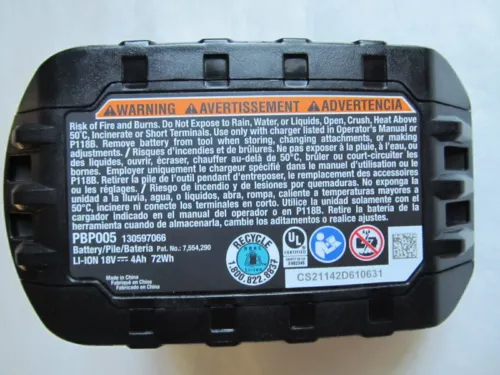 ⚠WARNING ⚠AVERTISSEMENT ⚠ADVERTENCIA
Risk of Fire and Burns. Do Not Expose to Rain, Water, or Liquids, Open, Crush, Heat Above
50˚C, Incinerate or Short Terminals. Use only with charger listed in Operator's Manual or
P118B. Remove battery from tool when storing, changing attachments, or making
adjustments. / Risques d'incendies et de brûlures. Ne pas exposer à la pluie, à l'eau, ou
des liquides, ouvrir, écraser, chauffer au-delà de 50°C, brûler ou court-circuiter les
bornes. Employer uniquement le chargeur spécifié dans le manuel d'utilisation ou le
P118B. Retirer la pile de l'outil pendant d'entreposer, le remplacement des accessoires
ou les réglages. / Riesgo de incendio y de lesiones por quemaduras. No exponga la
batería a la lluvia, agua, o líquidos, abra, rompa, caliente a temperaturas mayores
50°C, incinere ni conecte los terminales en corto. Utilice solamente con el
cargador indicado en el manual del operador o en P118B. Retire la batería de la
herramienta al momento de almacenarla, cambiar los aditamentos o realizar ajustes.
PBP005 130597066
Battery/Pile/Batería Pat. No.: 7,554,290
LI-ION 18V 4Ah 72Wh
Made in China
Fabriqué en Chine
Fabricado en China
RECYCLE
LI-ION
1.800.822.8837
UL
CS21142D610631